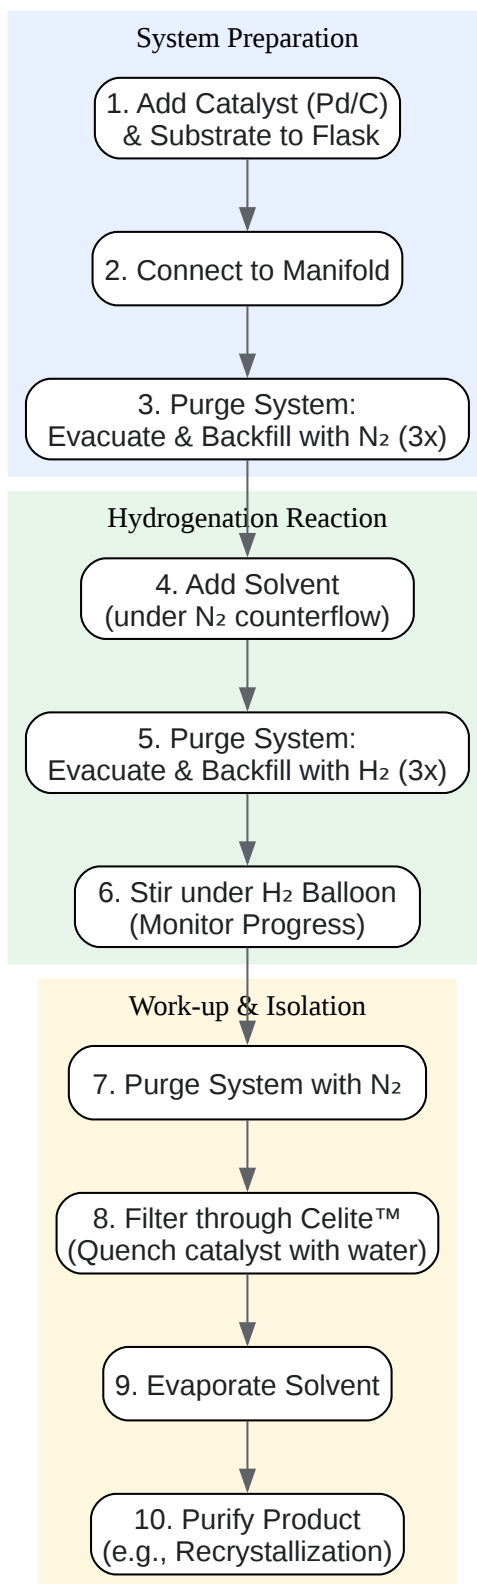 System Preparation
1. Add Catalyst (Pd/C)
& Substrate to Flask
2. Connect to Manifold
3. Purge System:
Evacuate & Backfill with N₂ (3x)
Hydrogenation Reaction
4. Add Solvent
(under N₂ counterflow)
5. Purge System:
Evacuate & Backfill with H₂ (3x)
6. Stir under H₂ Balloon
(Monitor Progress)
Work-up & Isolation
7. Purge System with N₂
8. Filter through Celite™
(Quench catalyst with water)
9. Evaporate Solvent
10. Purify Product
(e.g., Recrystallization)